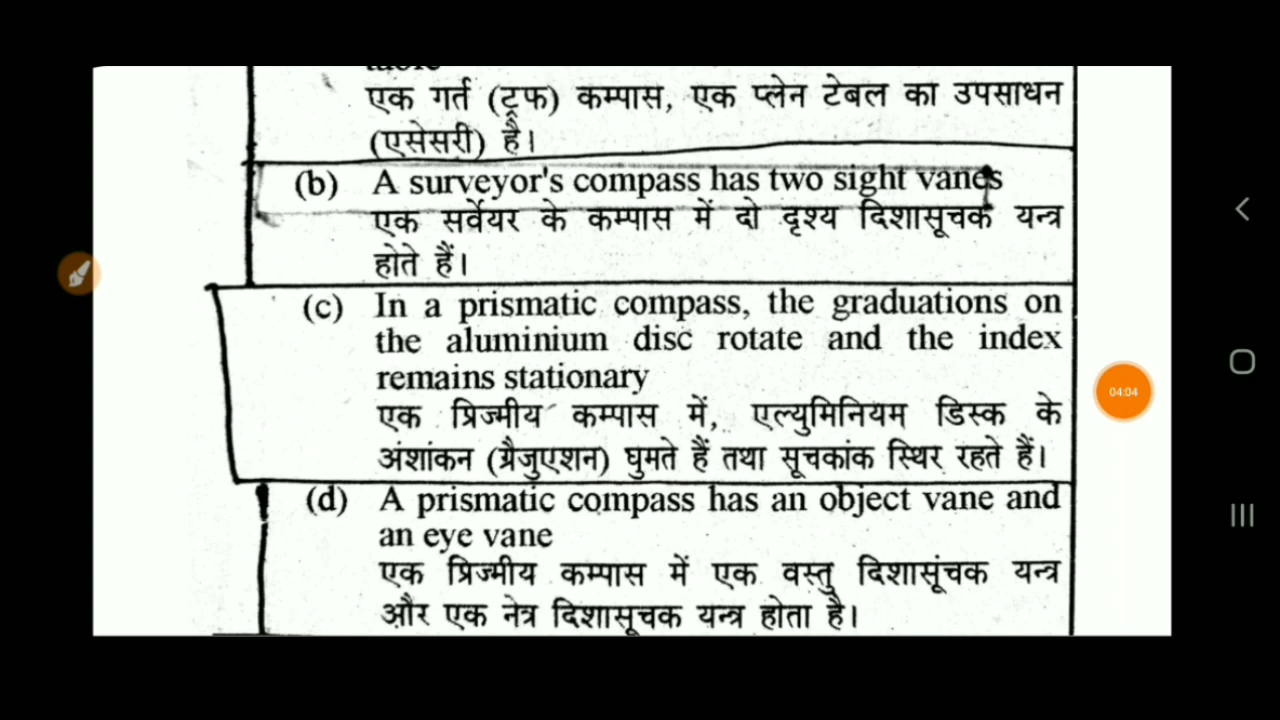 table
एक गर्त (ट्रफ) कम्पास, एक प्लेन टेबल का उपसाधन
(एसेसरी) है।
(b) A surveyor's compass has two sight vanes
एक सर्वेयर के कम्पास में दो दृश्य दिशासूचक यन्त्र
होते हैं।
(c) In a prismatic compass, the graduations on
the aluminium disc rotate and the index
remains stationary
एक प्रिज्मीय कम्पास में, एल्युमिनियम डिस्क के
अंशांकन (ग्रैजुएशन) घुमते हैं तथा सूचकांक स्थिर रहते हैं।
04:04
(d) A prismatic compass has an object vane and
an eye vane
एक प्रिज्मीय कम्पास में एक वस्तु दिशासूंचक यन्त्र
और एक नेत्र दिशासूचक यन्त्र होता है।